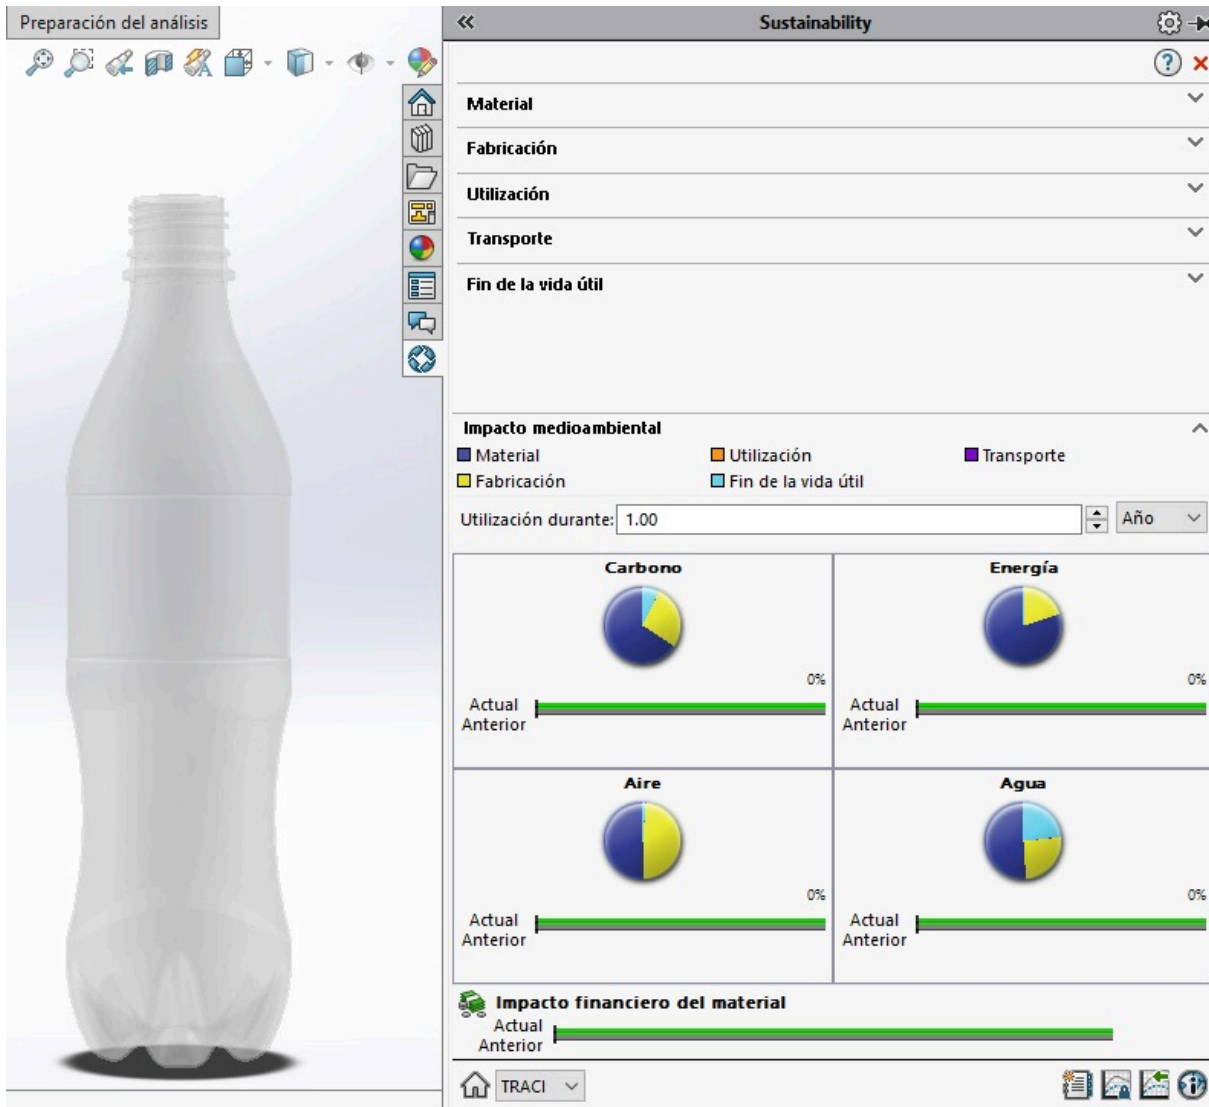 Preparación del análisis
Sustainability
Material
Fabricación
Utilización
Transporte
Fin de la vida útil
Impacto medioambiental
Material Utilización Transporte
Fabricación Fin de la vida útil
Utilización durante: 1.00 Año
Carbono Energía
0% 0%
Actual Actual
Anterior Anterior
Aire Agua
0% 0%
Actual Actual
Anterior Anterior
Impacto financiero del material
Actual
Anterior
TRACI